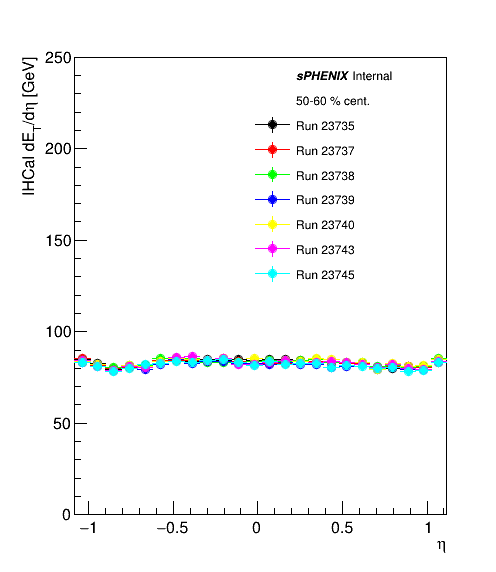 IHCal dE_T/dη [GeV]
250
200
150
100
50
0
sPHENIX Internal
50-60 % cent.
Run 23735
Run 23737
Run 23738
Run 23739
Run 23740
Run 23743
Run 23745
−1 −0.5 0 0.5 1
η